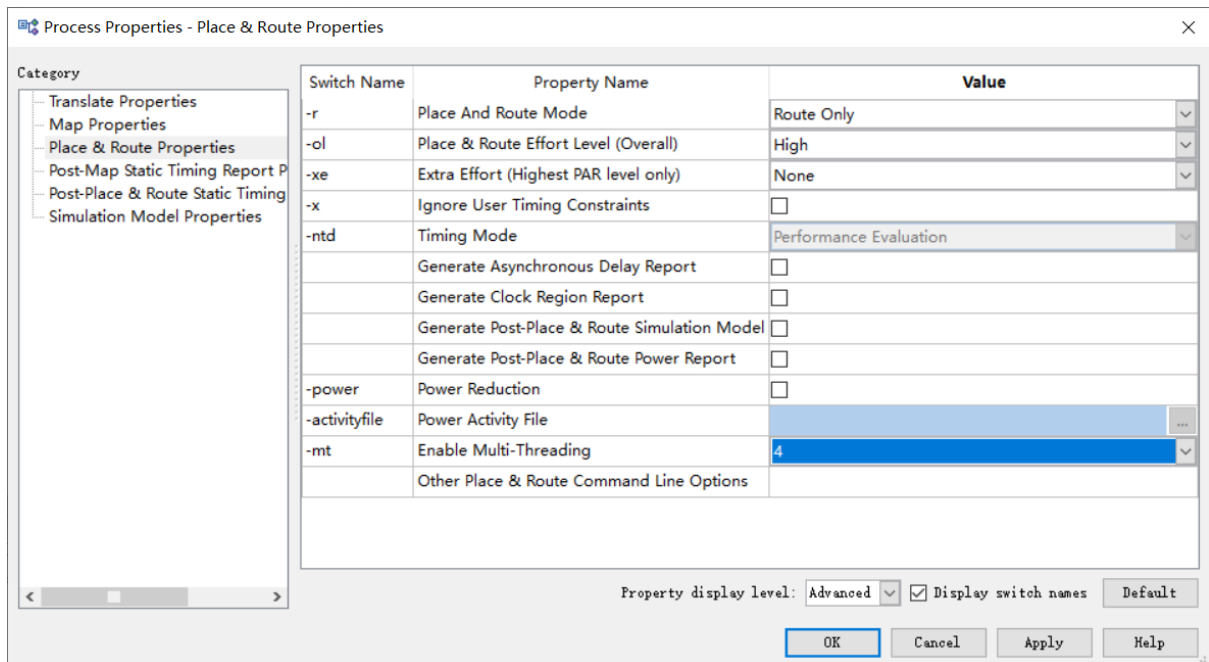 Process Properties - Place & Route Properties
Category
Translate Properties
Map Properties
Place & Route Properties
Post-Map Static Timing Report P
Post-Place & Route Static Timing
Simulation Model Properties
Switch Name Property Name Value
-r Place And Route Mode Route Only
-ol Place & Route Effort Level (Overall) High
-xe Extra Effort (Highest PAR level only) None
-x Ignore User Timing Constraints
-ntd Timing Mode Performance Evaluation
Generate Asynchronous Delay Report
Generate Clock Region Report
Generate Post-Place & Route Simulation Model
Generate Post-Place & Route Power Report
-power Power Reduction
-activityfile Power Activity File ...
-mt Enable Multi-Threading 4
Other Place & Route Command Line Options
Property display level: Advanced Display switch names Default
OK Cancel Apply Help